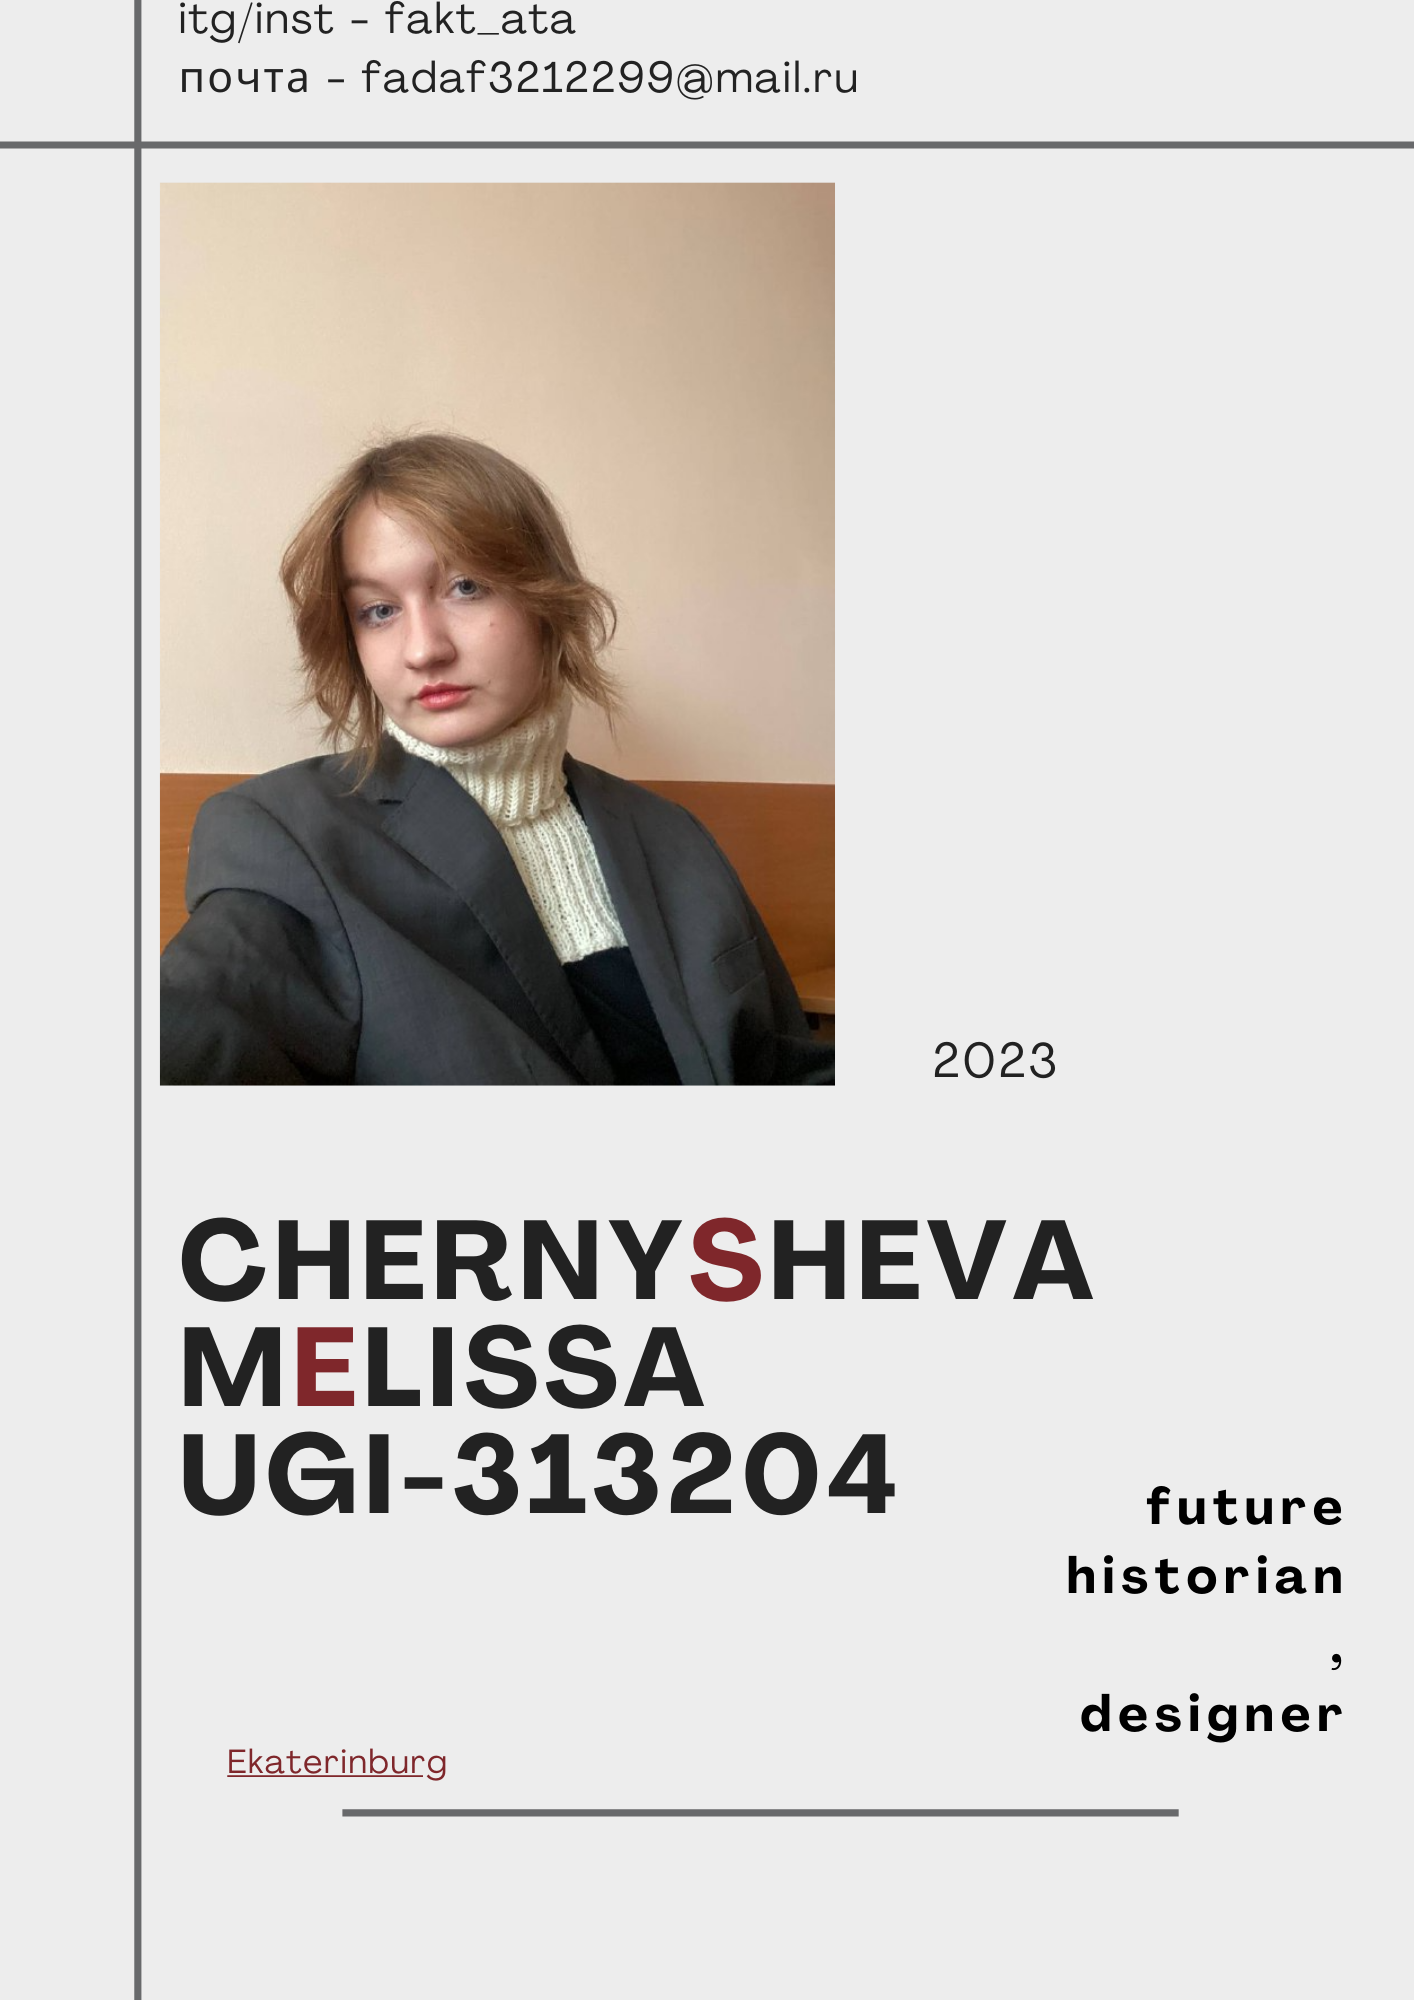 itg/inst - fakt_ata
почта - fadaf3212299@mail.ru
2023
CHERNYSHEVA
MELISSA
UGI-313204
future
historian
,
designer
Ekaterinburg